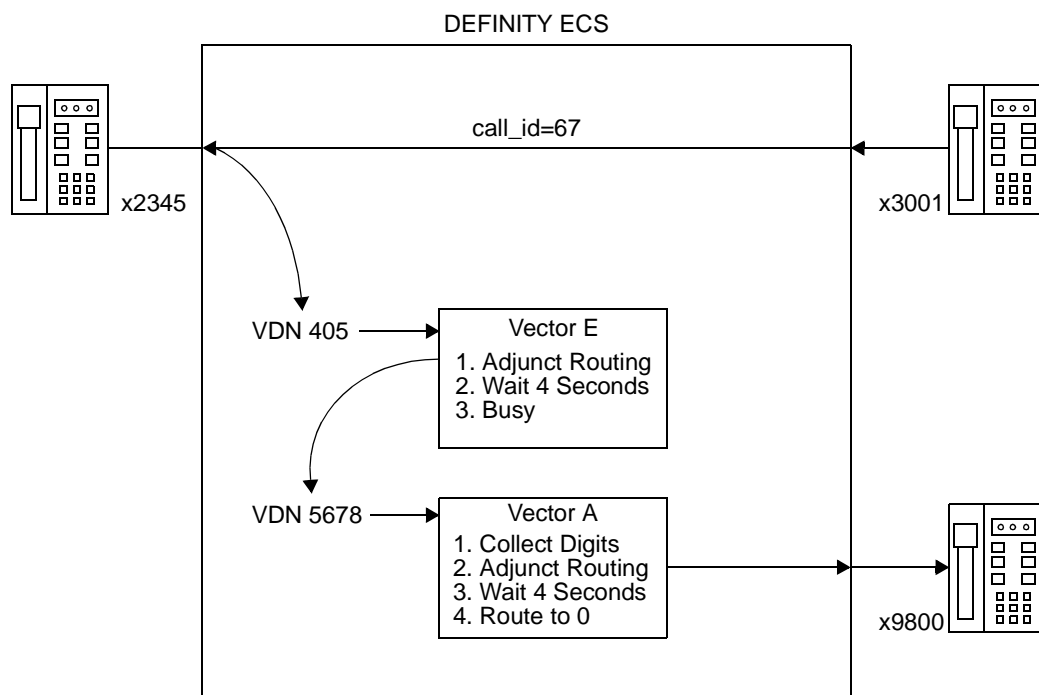 DEFINITY ECS
call_id=67
x2345
x3001
VDN 405
Vector E
1. Adjunct Routing
2. Wait 4 Seconds
3. Busy
VDN 5678
Vector A
1. Collect Digits
2. Adjunct Routing
3. Wait 4 Seconds
4. Route to 0
x9800